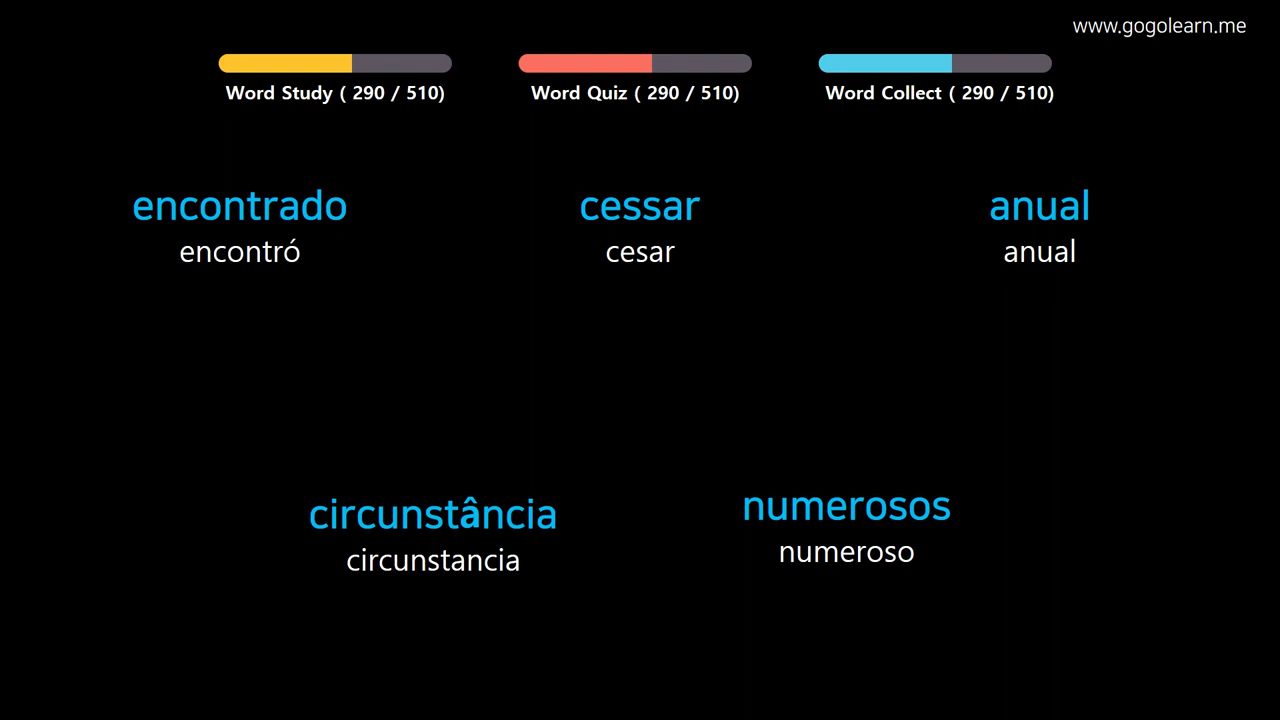 www.gogolearn.me
Word Study ( 290 / 510)
Word Quiz ( 290 / 510)
Word Collect ( 290 / 510)
encontrado
encontró
cessar
cesar
anual
anual
circunstância
circunstancia
numerosos
numeroso